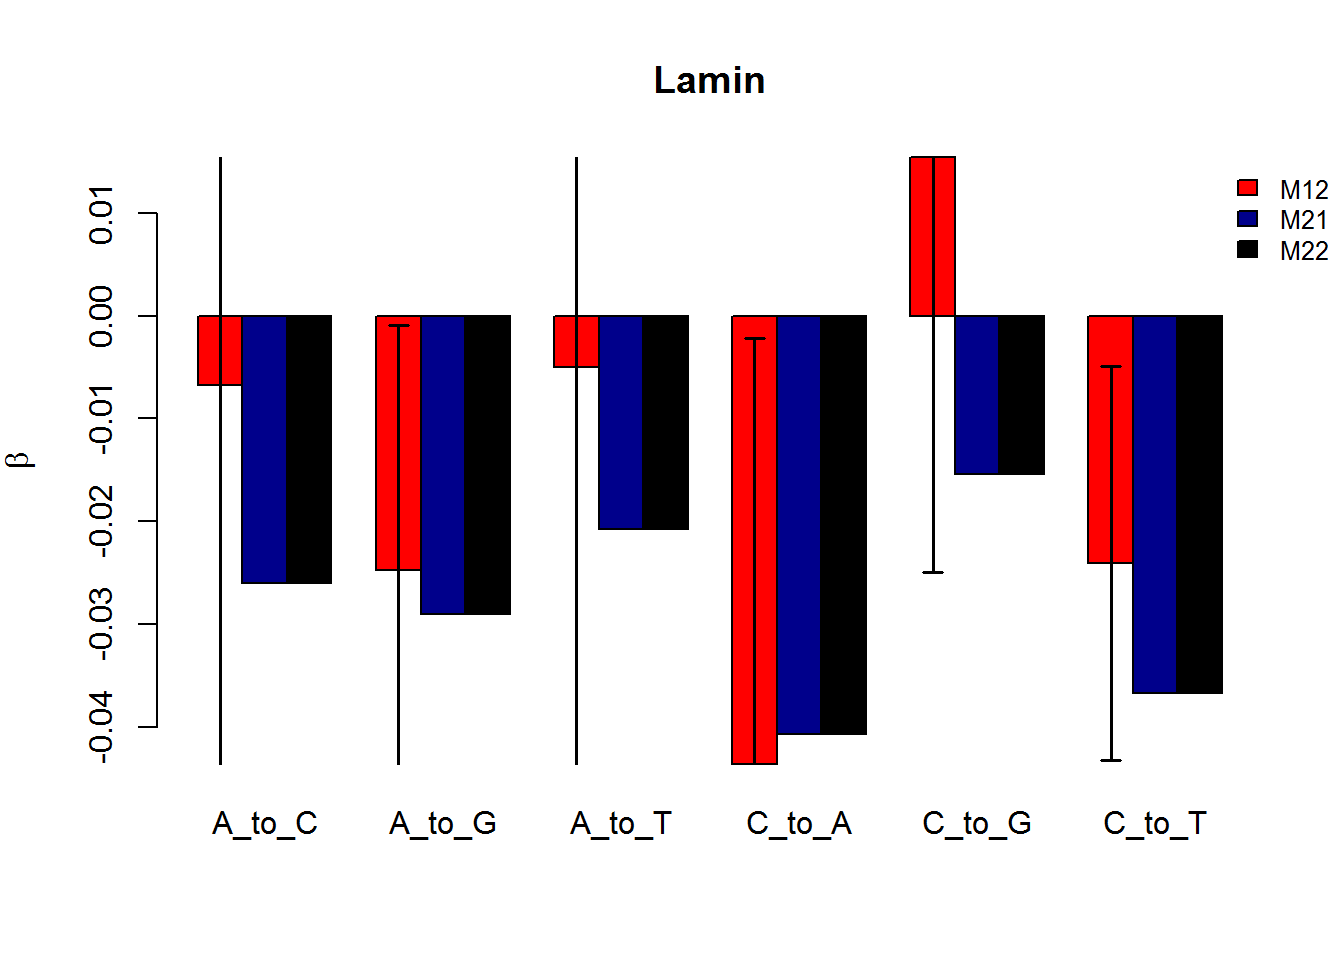 Lamin
M12
M21
M22
0.01
0.00
-0.01
-0.02
-0.03
-0.04
β
A_to_C A_to_G A_to_T C_to_A C_to_G C_to_T